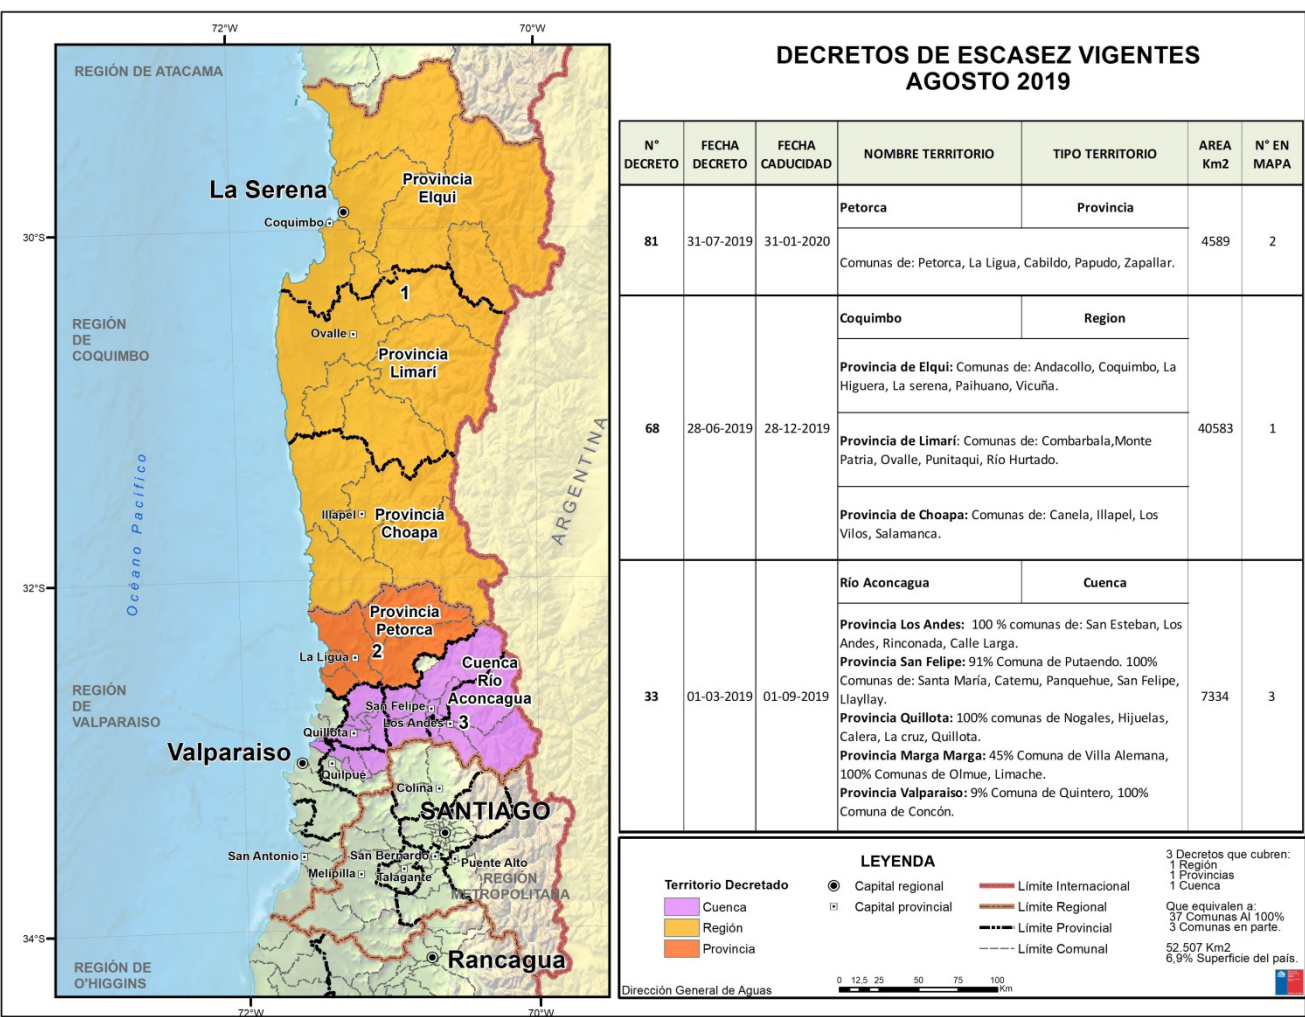 72°W
70°W
REGIÓN DE ATACAMA
La Serena
Coquimbo
Provincia
Elqui
30°S
1
REGIÓN
DE
COQUIMBO
Ovalle
Provincia
Limarí
Océano Pacífico
ARGENTINA
Illapel
Provincia
Choapa
32°S
Provincia
Petorca
2
La Ligua
Cuenca
Río
Aconcagua
REGIÓN
DE
VALPARAISO
San Felipe
Los Andes
3
Quillota
Valparaiso
Quilpué
Colina
SANTIAGO
San Antonio
San Bernardo
Puente Alto
Melipilla
Talagante
REGIÓN
METROPOLITANA
34°S
REGIÓN DE
O'HIGGINS
Rancagua
72°W
70°W
DECRETOS DE ESCASEZ VIGENTES
AGOSTO 2019
N° DECRETO FECHA DECRETO FECHA CADUCIDAD NOMBRE TERRITORIO TIPO TERRITORIO AREA Km2 N° EN MAPA
Petorca Provincia
81 31-07-2019 31-01-2020 4589 2
Comunas de: Petorca, La Ligua, Cabildo, Papudo, Zapallar.
Coquimbo Region
Provincia de Elqui: Comunas de: Andacollo, Coquimbo, La
Higuera, La serena, Paihuano, Vicuña.
68 28-06-2019 28-12-2019 40583 1
Provincia de Limarí: Comunas de: Combarbala,Monte
Patria, Ovalle, Punitaqui, Río Hurtado.
Provincia de Choapa: Comunas de: Canela, Illapel, Los
Vilos, Salamanca.
Río Aconcagua Cuenca
Provincia Los Andes: 100 % comunas de: San Esteban, Los
Andes, Rinconada, Calle Larga.
Provincia San Felipe: 91% Comuna de Putaendo. 100%
Comunas de: Santa María, Catemu, Panquehue, San Felipe,
Llayllay.
33 01-03-2019 01-09-2019 7334 3
Provincia Quillota: 100% comunas de Nogales, Hijuelas,
Calera, La cruz, Quillota.
Provincia Marga Marga: 45% Comuna de Villa Alemana,
100% Comunas de Olmue, Limache.
Provincia Valparaiso: 9% Comuna de Quintero, 100%
Comuna de Concón.
LEYENDA
Territorio Decretado
Cuenca
Región
Provincia
Capital regional
Capital provincial
Límite Internacional
Límite Regional
Límite Provincial
Límite Comunal
3 Decretos que cubren:
1 Región
1 Provincias
1 Cuenca
Que equivalen a:
37 Comunas Al 100%
3 Comunas en parte.
52.507 Km2
6,9% Superficie del país.
Dirección General de Aguas
0 12,5 25 50 75 100
Km